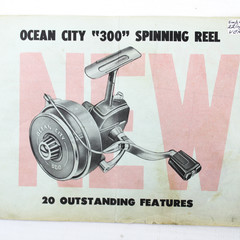 OCEAN CITY "300" SPINNING REEL
NEW
20 OUTSTANDING FEATURES